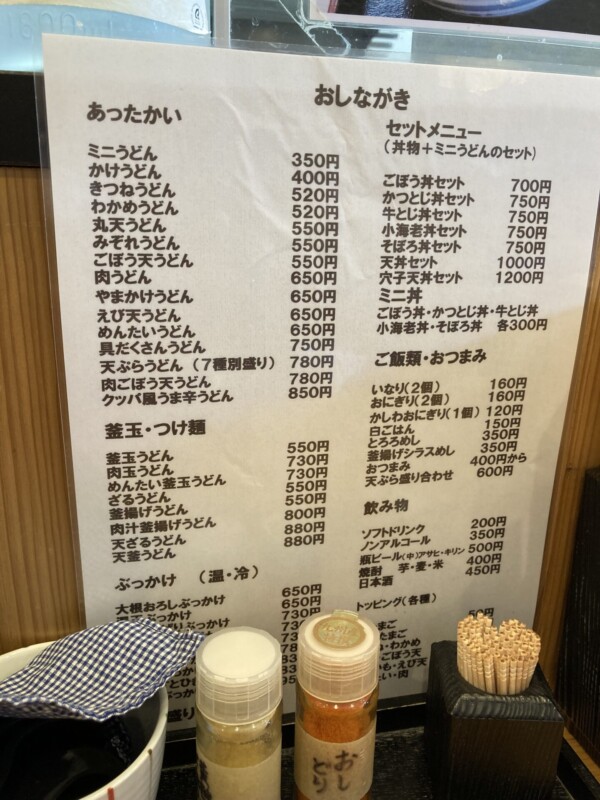 おしながき
あったかい
ミニうどん 350円
かけうどん 400円
きつねうどん 520円
わかめうどん 520円
丸天うどん 550円
みぞれうどん 550円
ごぼう天うどん 550円
肉うどん 650円
やまかけうどん 650円
えび天うどん 650円
めんたいうどん 650円
具だくさんうどん 750円
天ぷらうどん（7種別盛り） 780円
肉ごぼう天うどん 780円
クッパ風うま辛うどん 850円
釜玉・つけ麺
釜玉うどん 550円
肉玉うどん 730円
めんたい釜玉うどん 730円
ざるうどん 550円
釜揚げうどん 550円
肉汁釜揚げうどん 800円
天ざるうどん 880円
天釜うどん 880円
ぶっかけ （温・冷）
大根おろしぶっかけ 650円
650円
セットメニュー
（丼物＋ミニうどんのセット）
ごぼう丼セット 700円
かつとじ丼セット 750円
牛とじ丼セット 750円
小海老丼セット 750円
そぼろ丼セット 750円
天丼セット 1000円
穴子天丼セット 1200円
ミニ丼
ごぼう丼・かつとじ丼・牛とじ丼
小海老丼・そぼろ丼 各300円
ご飯類・おつまみ
いなり（2個） 160円
おにぎり（2個） 160円
かしわおにぎり（1個） 120円
白ごはん 150円
とろろめし 350円
釜揚げシラスめし 350円
おつまみ 400円から
天ぷら盛り合わせ 600円
飲み物
ソフトドリンク 200円
ノンアルコール 350円
瓶ビール（中）アサヒ・キリン 500円
焼酎 芋・麦・米 400円
日本酒 450円
トッピング（各種）
50円
たまご
わかめ
ごぼう天
えび天
肉
おし
どり